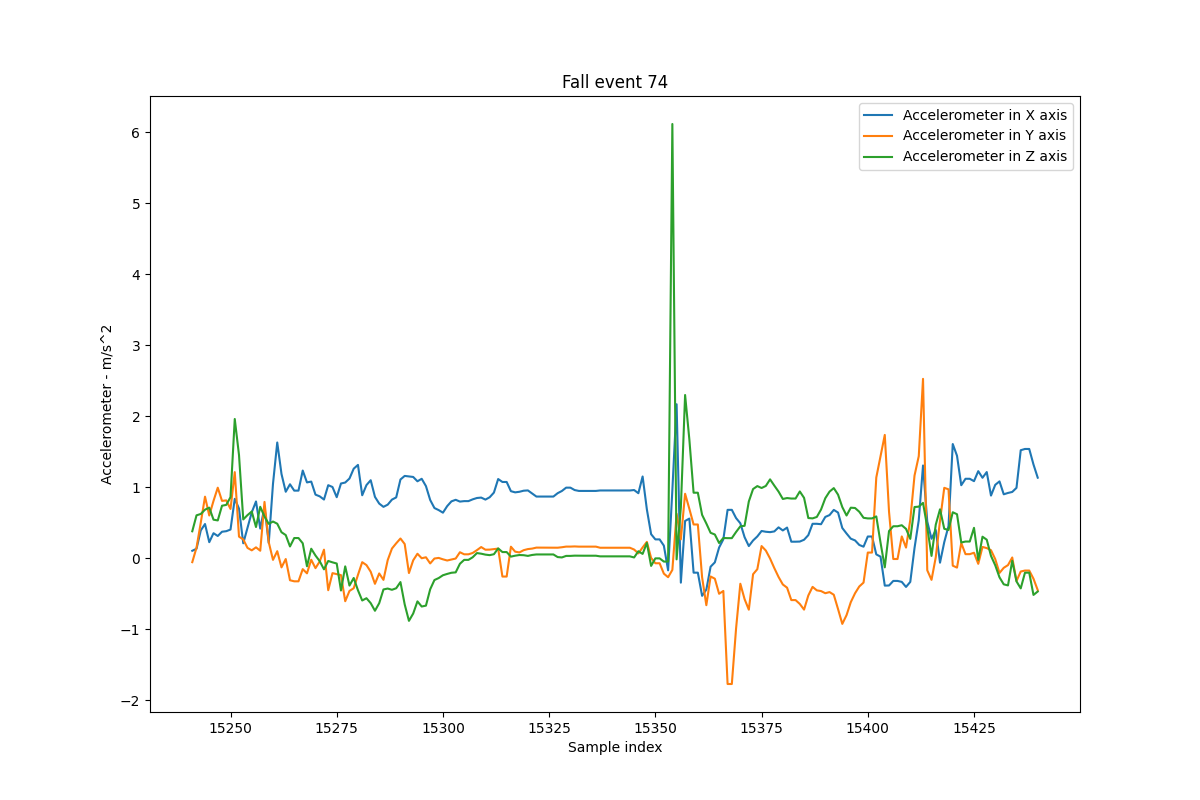 Fall event 74
Accelerometer in X axis
Accelerometer in Y axis
Accelerometer in Z axis
Accelerometer - m/s^2
6
5
4
3
2
1
0
−1
−2
15250 15275 15300 15325 15350 15375 15400 15425
Sample index